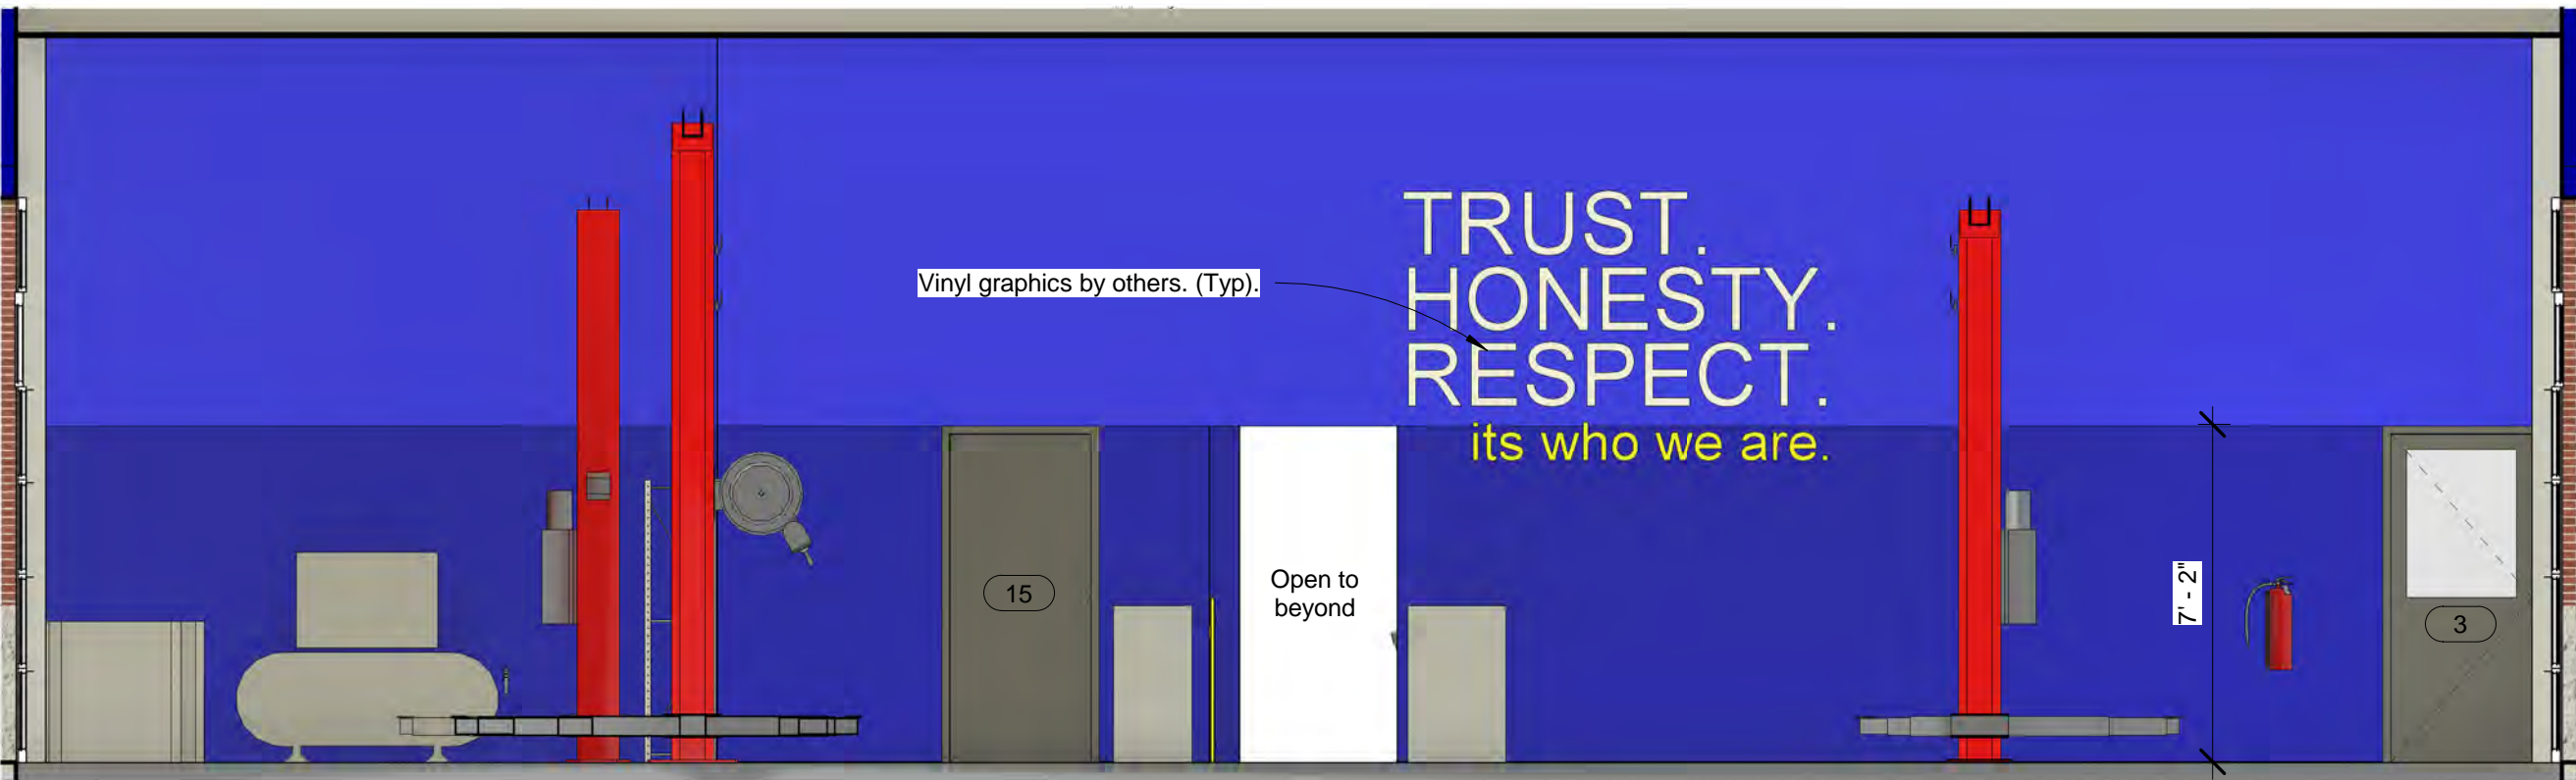 TRUST.
HONESTY.
RESPECT.
its who we are.
Vinyl graphics by others. (Typ).
Open to
beyond
15
7' - 2"
3